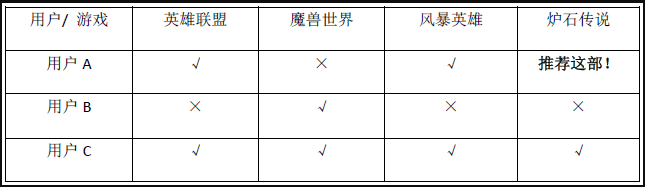 用户/ 游戏 英雄联盟 魔兽世界 风暴英雄 炉石传说
用户 A √ × √ 推荐这部！
用户 B × √ × ×
用户 C √ √ √ √